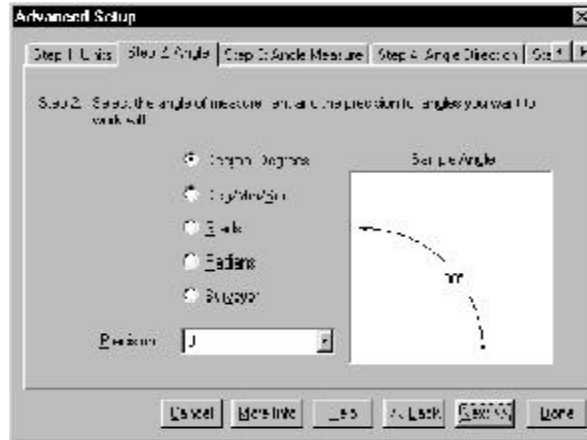 Advanced Setup
Step 1: Units
Step 2: Angle
Step 3: Angle Measure
Step 4: Angle Direction
Ste
Step 2: Select the angle of measurement and the precision for angles you want to
work with.
Decimal Degrees
Deg/Min/Sec
Grads
Radians
Surveyor
Sample Angle
90°
Precision:
0
Cancel
More Info
Help
<< Back
Next >>
Done